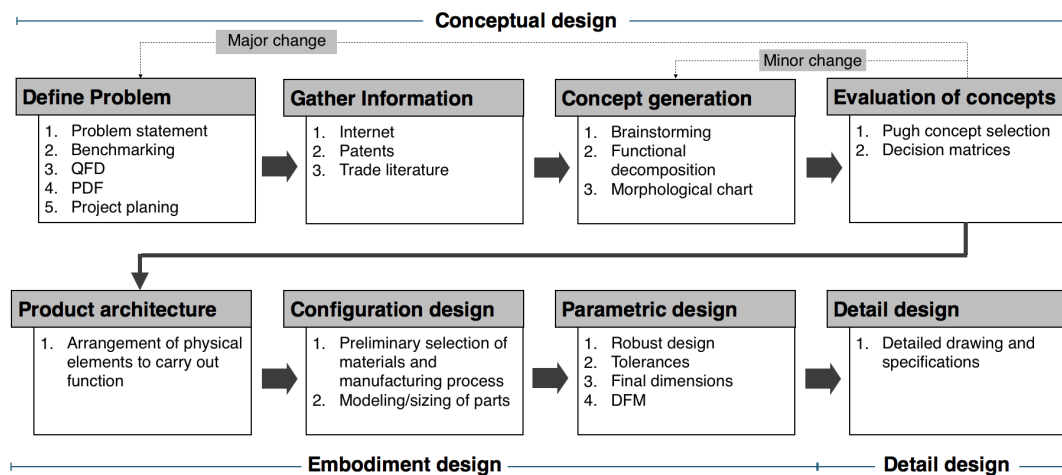 Conceptual design
Major change
Minor change
Define Problem
1. Problem statement
2. Benchmarking
3. QFD
4. PDF
5. Project planing
Gather Information
1. Internet
2. Patents
3. Trade literature
Concept generation
1. Brainstorming
2. Functional
decomposition
3. Morphological chart
Evaluation of concepts
1. Pugh concept selection
2. Decision matrices
Product architecture
1. Arrangement of physical
elements to carry out
function
Configuration design
1. Preliminary selection of
materials and
manufacturing process
2. Modeling/sizing of parts
Parametric design
1. Robust design
2. Tolerances
3. Final dimensions
4. DFM
Detail design
1. Detailed drawing and
specifications
Embodiment design
Detail design